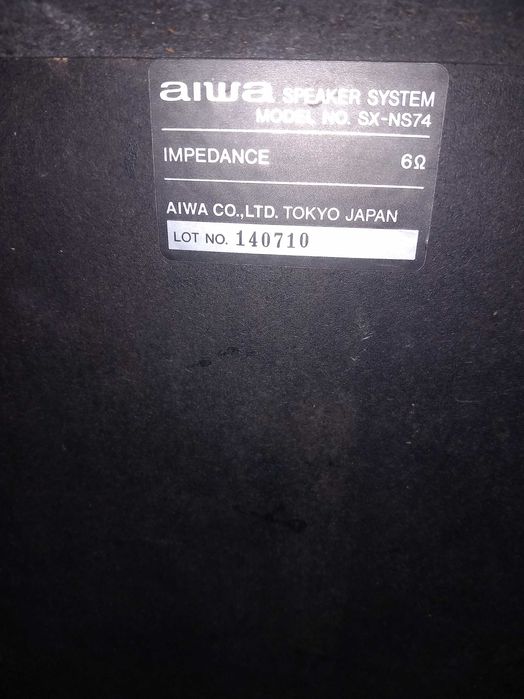 aiwa SPEAKER SYSTEM
MODEL NO. SX-NS74
IMPEDANCE 6Ω
AIWA CO.,LTD. TOKYO JAPAN
LOT NO. 140710